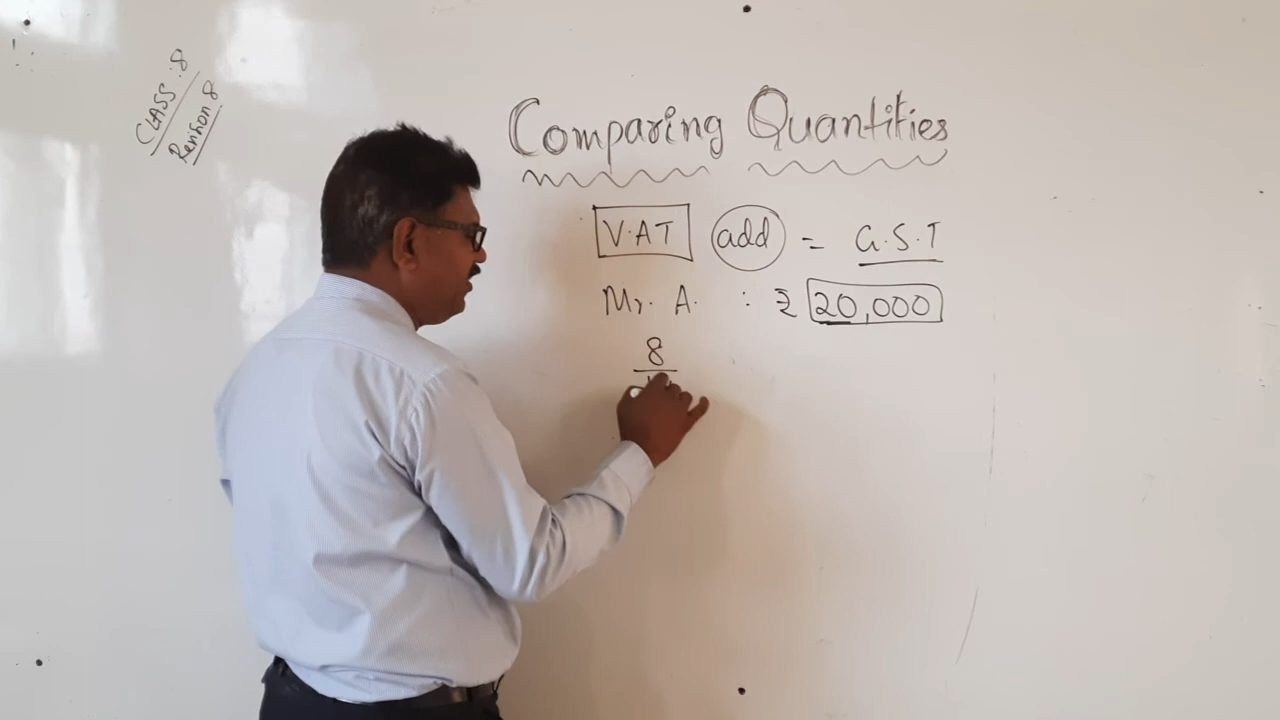 CLASS : 8
Revision 8
Comparing Quantities
V.A.T add = G.S.T
Mr. A. : ₹ 20,000
8